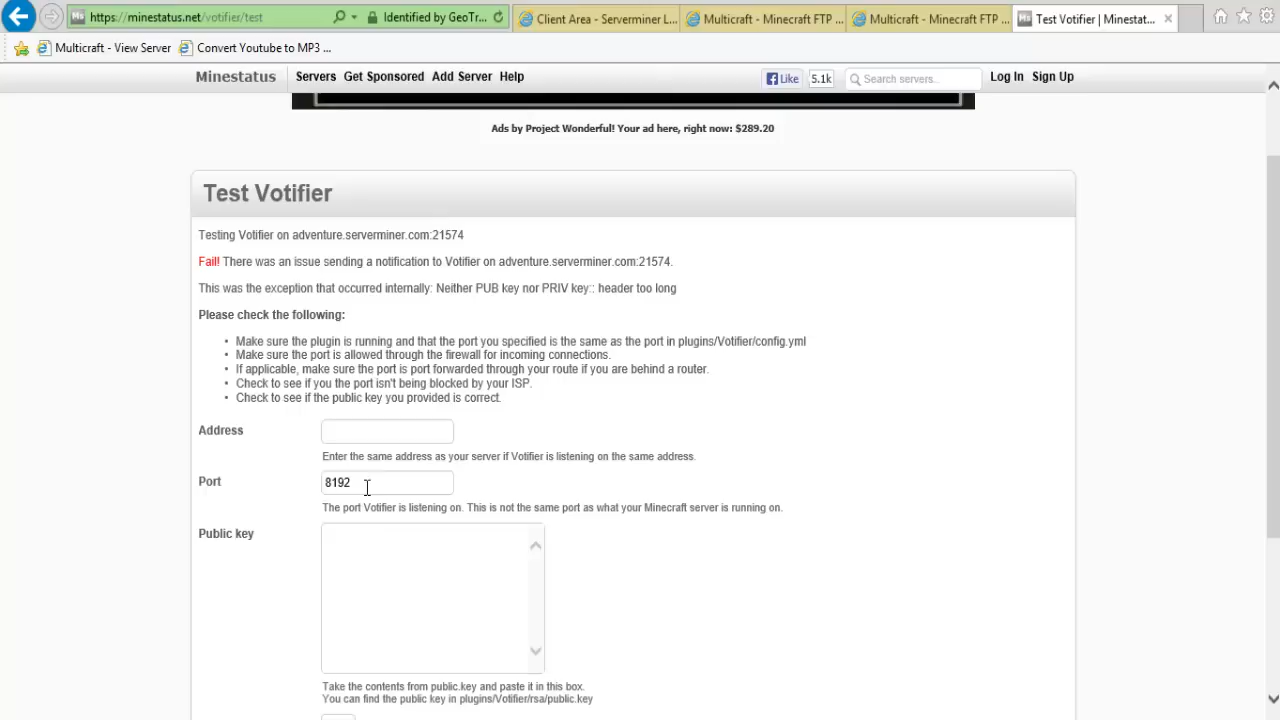 https://minestatus.net/votifier/test
Identified by GeoTr...
Client Area - Serverminer L...
Multicraft - Minecraft FTP ...
Multicraft - Minecraft FTP ...
Test Votifier | Minestat...
Multicraft - View Server
Convert Youtube to MP3 ...
Minestatus
Servers Get Sponsored Add Server Help
Like
5.1k
Search servers..
Log In Sign Up
Ads by Project Wonderful! Your ad here, right now: $289.20
Test Votifier
Testing Votifier on adventure.serverminer.com:21574
Fail! There was an issue sending a notification to Votifier on adventure.serverminer.com:21574.
This was the exception that occurred internally: Neither PUB key nor PRIV key:: header too long
Please check the following:
• Make sure the plugin is running and that the port you specified is the same as the port in plugins/Votifier/config.yml
• Make sure the port is allowed through the firewall for incoming connections.
• If applicable, make sure the port is port forwarded through your route if you are behind a router.
• Check to see if you the port isn't being blocked by your ISP.
• Check to see if the public key you provided is correct.
Address
Enter the same address as your server if Votifier is listening on the same address.
Port
8192
The port Votifier is listening on. This is not the same port as what your Minecraft server is running on.
Public key
Take the contents from public.key and paste it in this box.
You can find the public key in plugins/Votifier/rsa/public.key